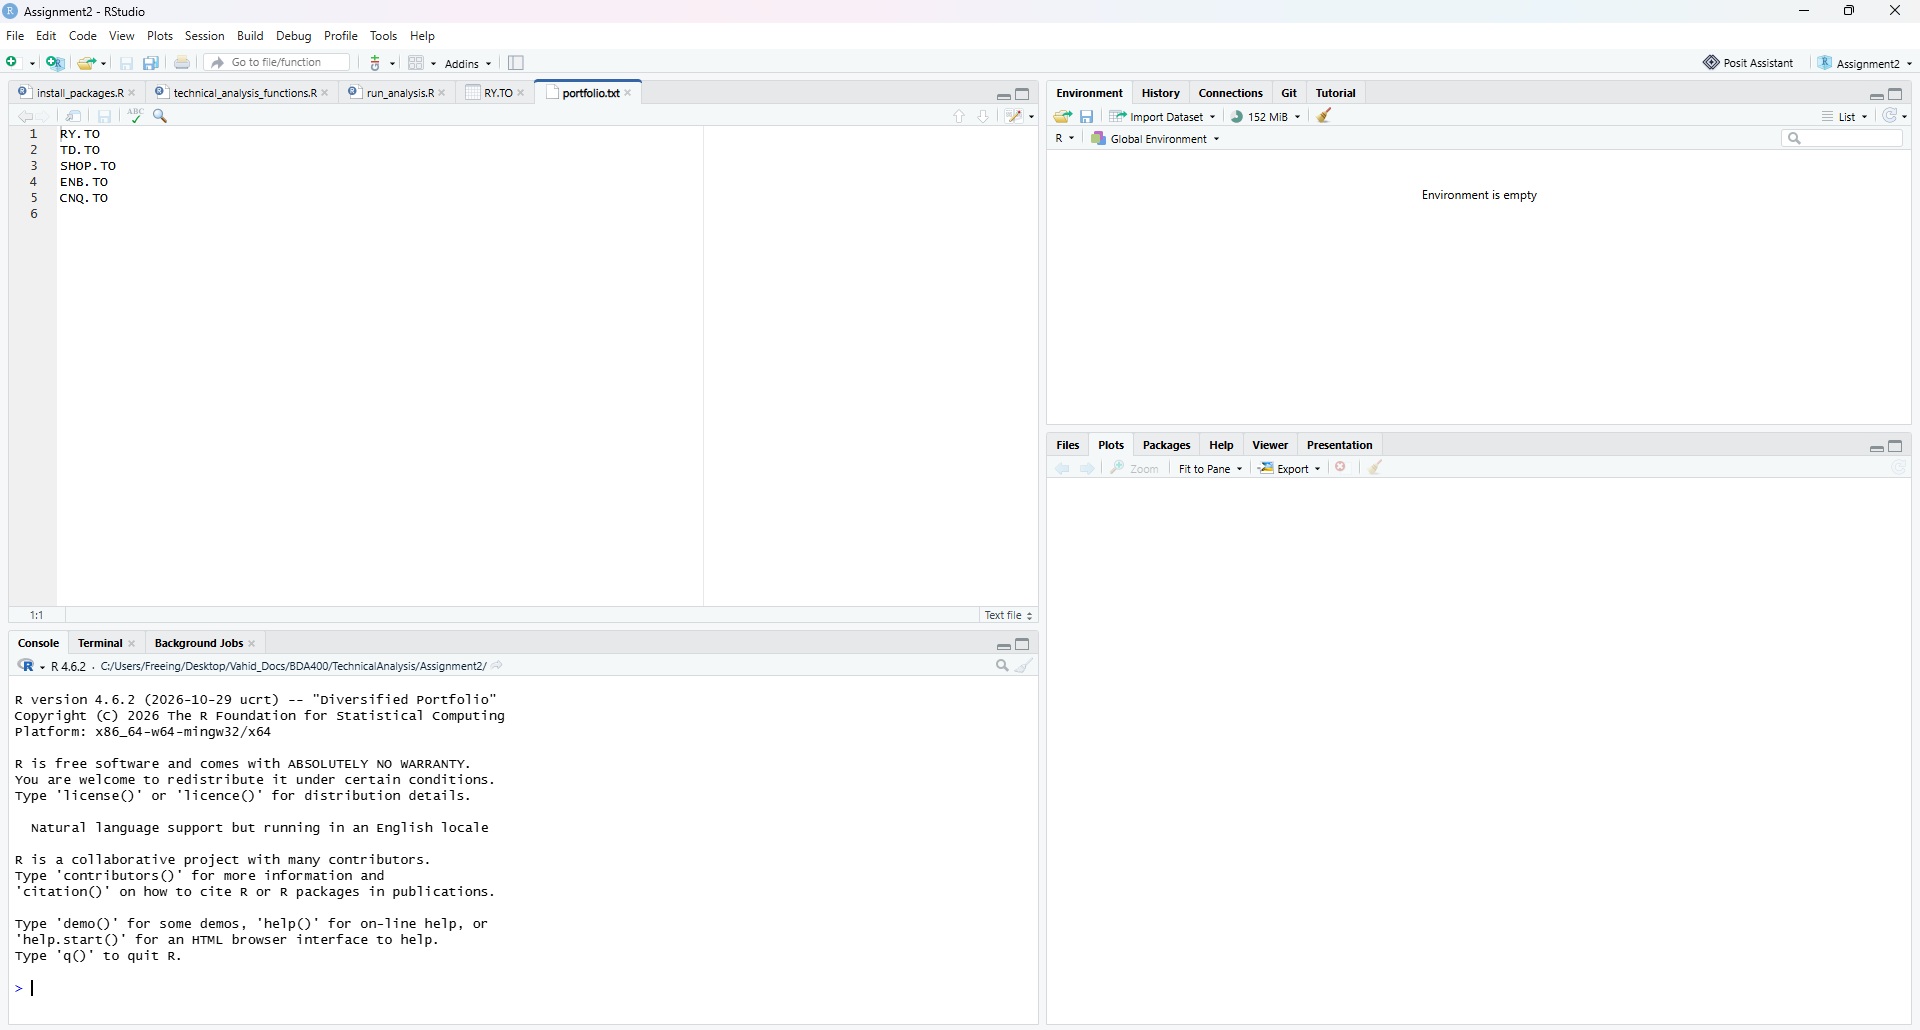 Assignment2 - RStudio
File Edit Code View Plots Session Build Debug Profile Tools Help
Go to file/function Addins Posit Assistant Assignment2
install_packages.R technical_analysis_functions.R run_analysis.R RY.TO portfolio.txt
1 RY.TO
2 TD.TO
3 SHOP.TO
4 ENB.TO
5 CNQ.TO
6
1:1 Text file
Console Terminal Background Jobs
R 4.6.2 · C:/Users/Freeing/Desktop/Vahid_Docs/BDA400/TechnicalAnalysis/Assignment2/
R version 4.6.2 (2026-10-29 ucrt) -- "Diversified Portfolio"
Copyright (C) 2026 The R Foundation for Statistical Computing
Platform: x86_64-w64-mingw32/x64
R is free software and comes with ABSOLUTELY NO WARRANTY.
You are welcome to redistribute it under certain conditions.
Type 'license()' or 'licence()' for distribution details.
Natural language support but running in an English locale
R is a collaborative project with many contributors.
Type 'contributors()' for more information and
'citation()' on how to cite R or R packages in publications.
Type 'demo()' for some demos, 'help()' for on-line help, or
'help.start()' for an HTML browser interface to help.
Type 'q()' to quit R.
>
Environment History Connections Git Tutorial
Import Dataset 152 MiB List
R Global Environment
Environment is empty
Files Plots Packages Help Viewer Presentation
Zoom Fit to Pane Export